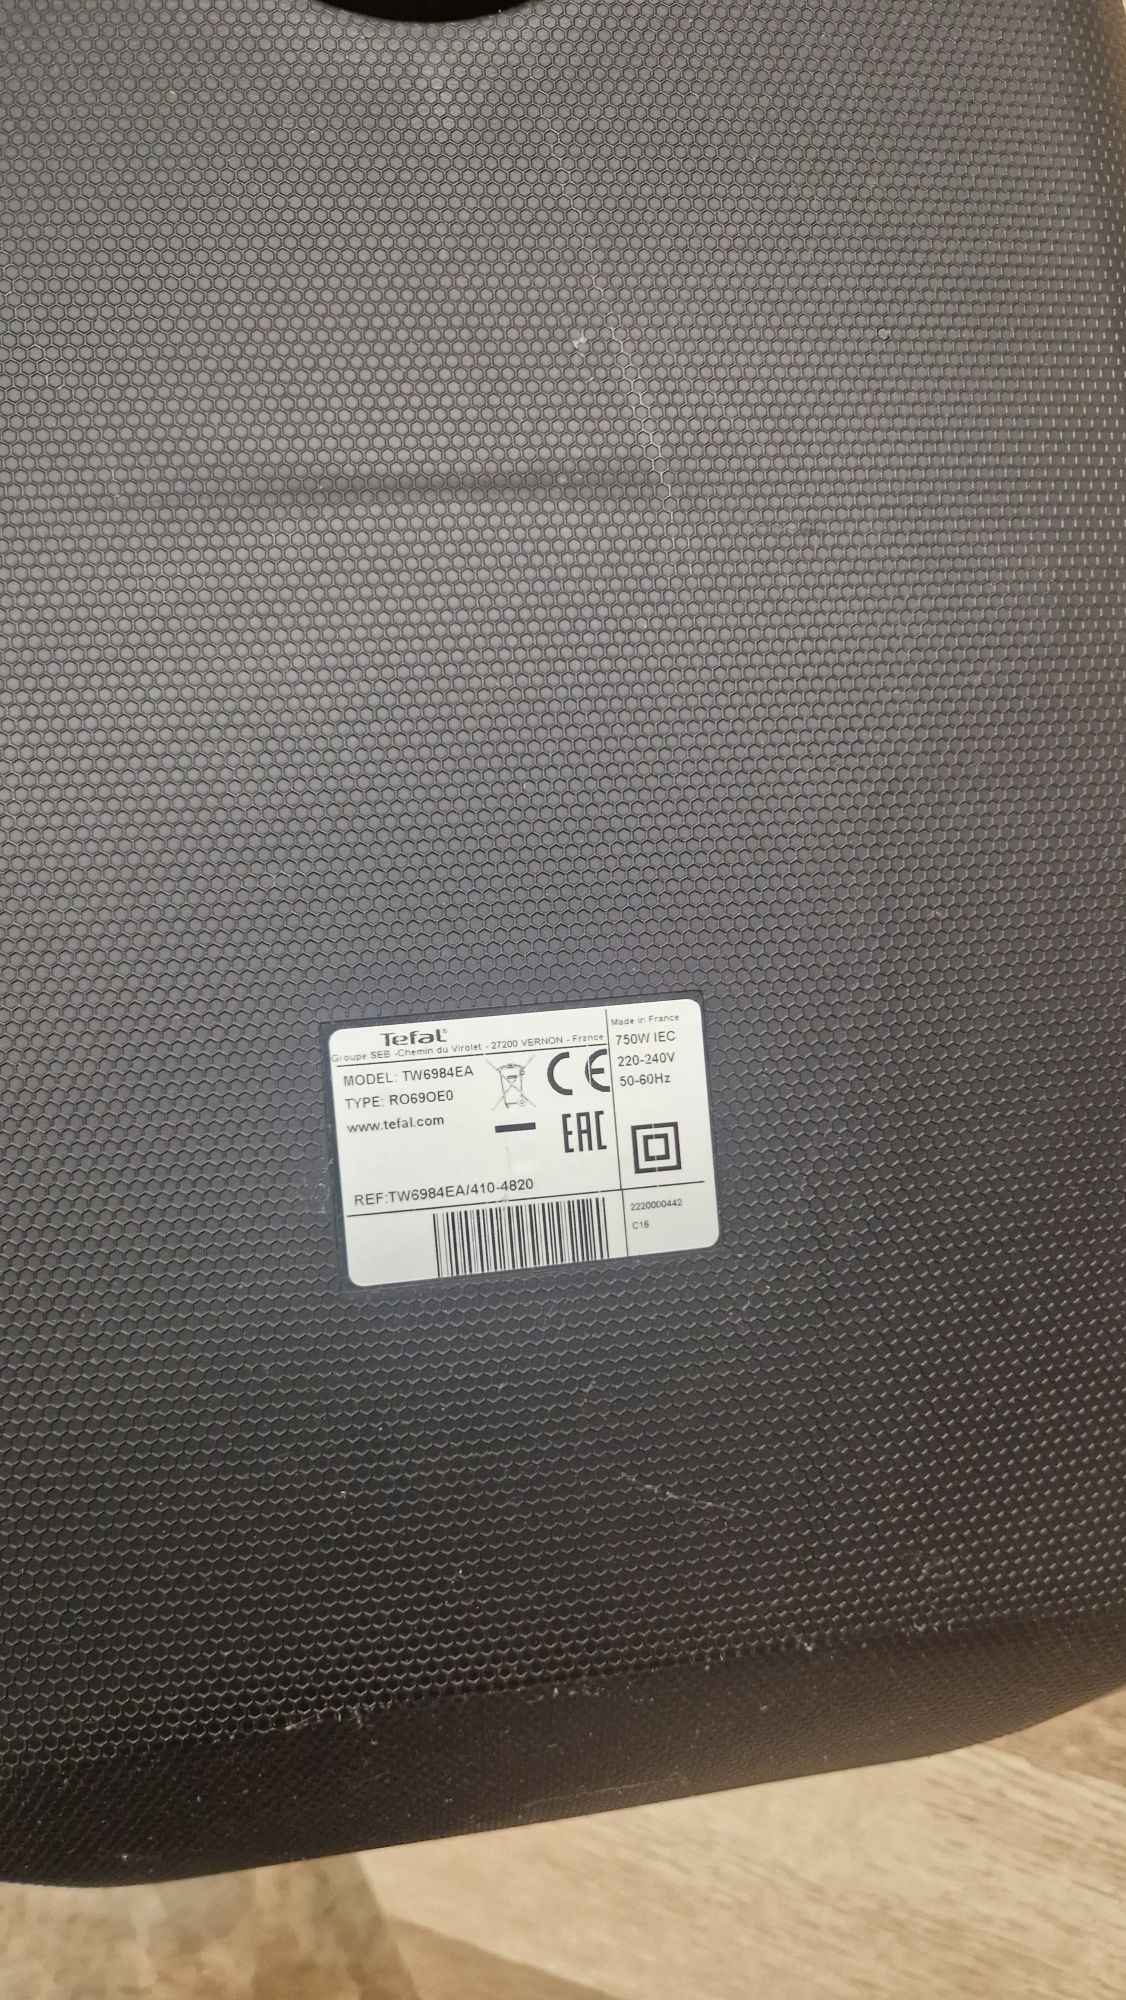 Tefal
Groupe SEB -Chemin du Virolet - 27200 VERNON - France
MODEL: TW6984EA
TYPE: RO69OE0
www.tefal.com
CE
EAC
REF:TW6984EA/410-4820
Made in France
750W IEC
220-240V
50-60Hz
2220000442
C16